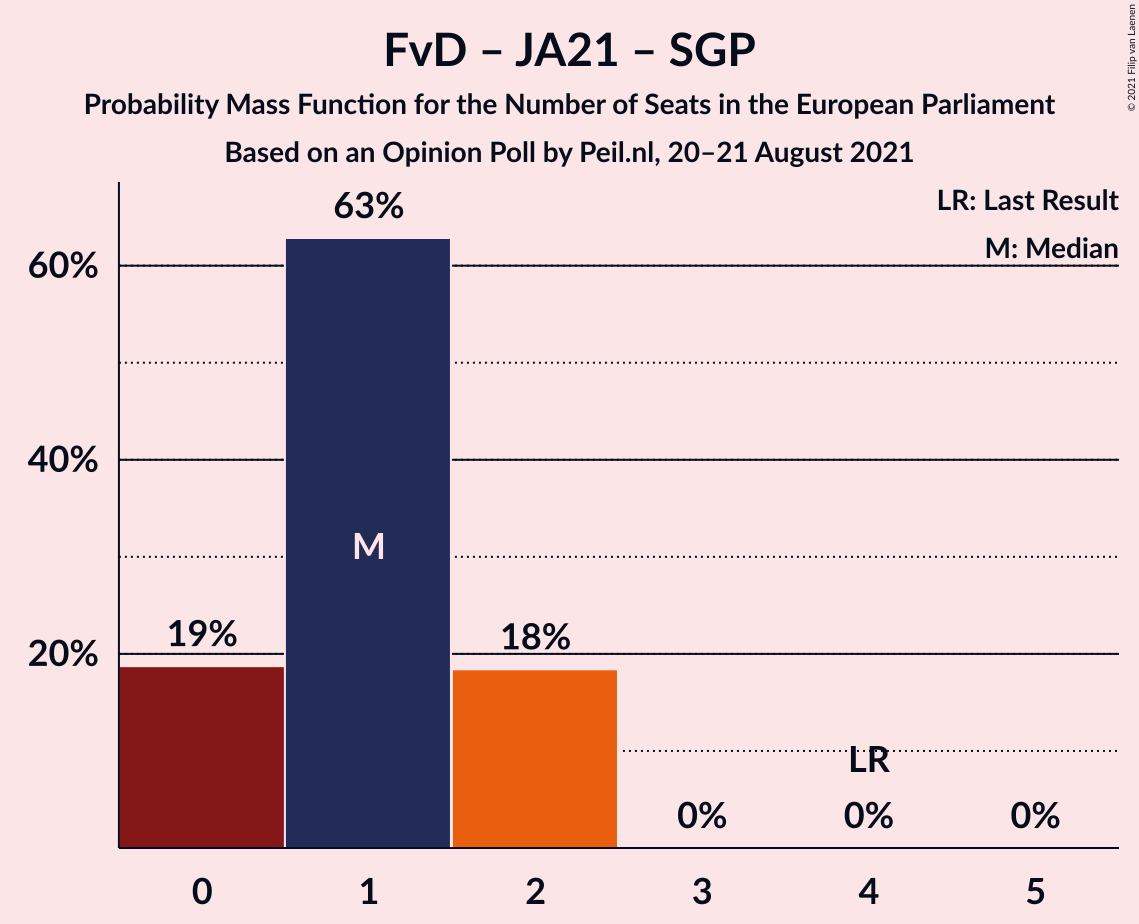 FvD – JA21 – SGP
Probability Mass Function for the Number of Seats in the European Parliament
Based on an Opinion Poll by Peil.nl, 20–21 August 2021
© 2021 Filip van Laenen
LR: Last Result
M: Median
63%
60%
40%
M
19%
18%
20%
LR
0%
0%
0%
0
1
2
3
4
5